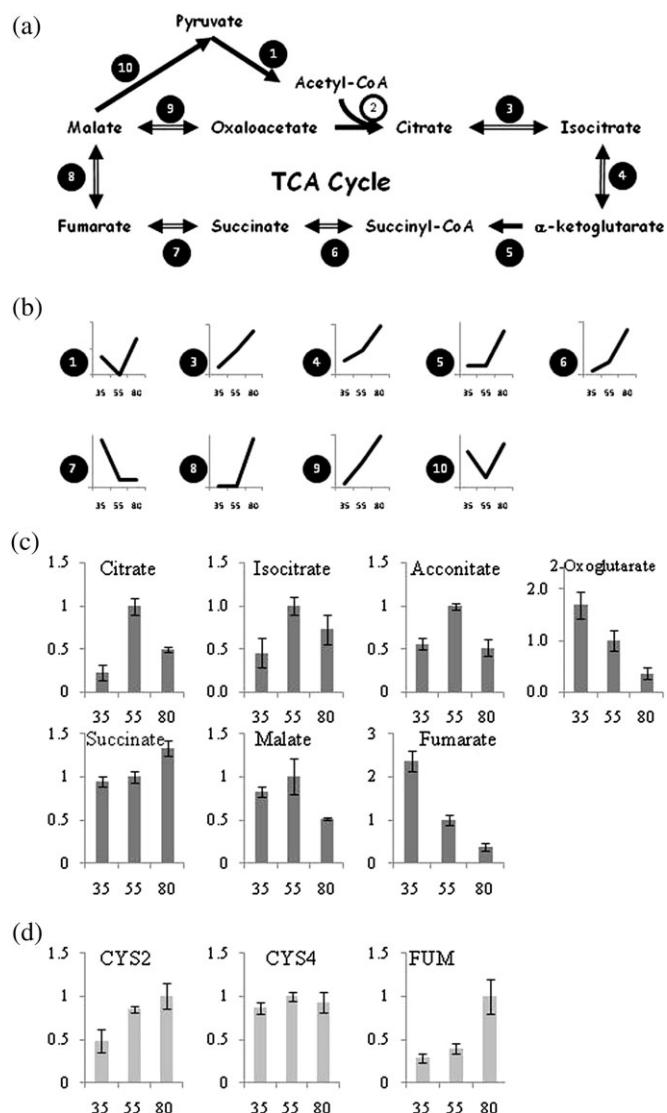 (a)
Pyruvate
10
1
Acetyl-CoA
9
2
3
Malate
Oxaloacetate
Citrate
Isocitrate
8
TCA Cycle
4
Fumarate
Succinate
Succinyl-CoA
α-ketoglutarate
7
6
5
(b)
1
35 55 80
3
35 55 80
4
35 55 80
5
35 55 80
6
35 55 80
7
35 55 80
8
35 55 80
9
35 55 80
10
35 55 80
(c)
Citrate
1.5
1
0.5
0
35 55 80
Isocitrate
1.5
1
0.5
0
35 55 80
Acconitate
1.5
1
0.5
0
35 55 80
2-Oxoglutarate
2.0
1.0
0.0
35 55 80
Succinate
1.5
1
0.5
0
35 55 80
Malate
1.5
1
0.5
0
35 55 80
Fumarate
3
2
1
0
35 55 80
(d)
CYS2
1.5
1
0.5
0
35 55 80
CYS4
1.5
1
0.5
0
35 55 80
FUM
1.5
1
0.5
0
35 55 80